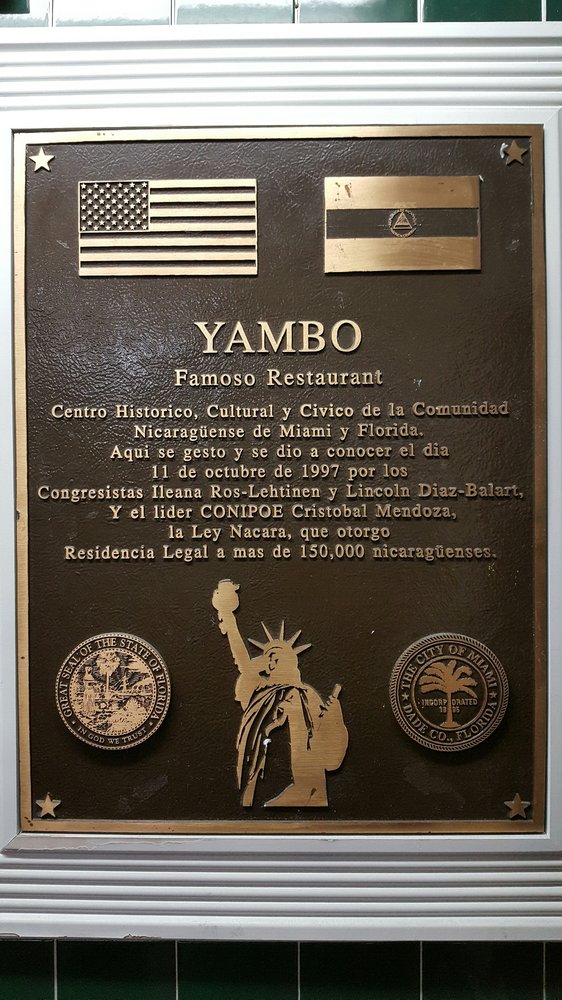 YAMBO
Famoso Restaurant
Centro Historico, Cultural y Civico de la Comunidad
Nicaragüense de Miami y Florida.
Aqui se gesto y se dio a conocer el dia
11 de octubre de 1997 por los
Congresistas Ileana Ros-Lehtinen y Lincoln Diaz-Balart,
Y el lider CONIPOE Cristobal Mendoza,
la Ley Nacara, que otorgo
Residencia Legal a mas de 150,000 nicaragüenses.
GREAT SEAL OF THE STATE OF FLORIDA
IN GOD WE TRUST
THE CITY OF MIAMI
INCORPORATED
18 96
DADE CO., FLORIDA